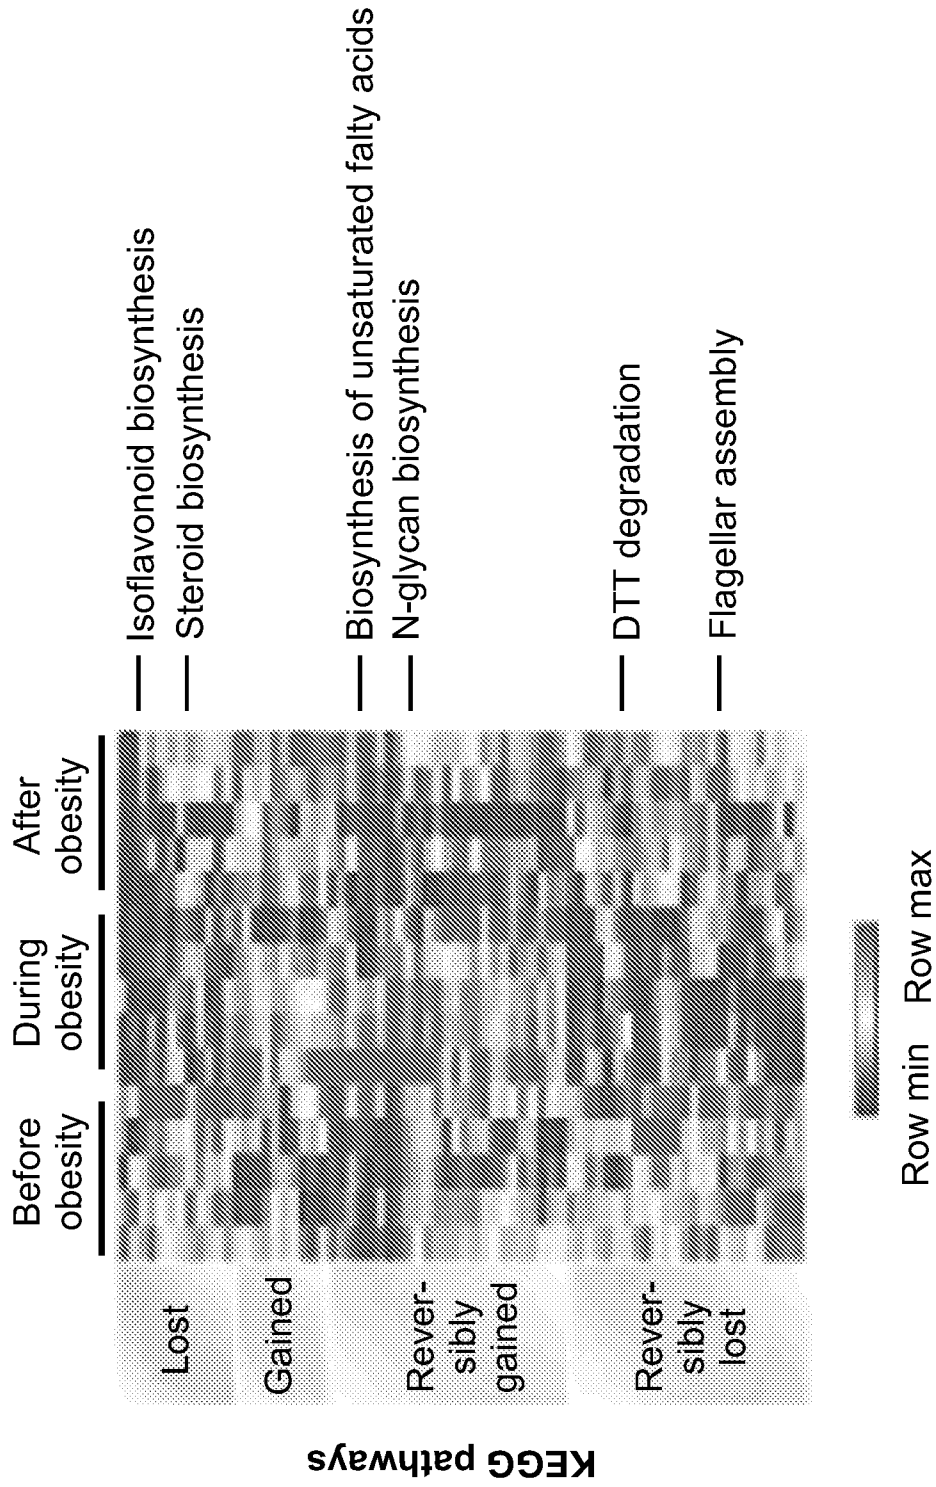 Before
obesity
During
obesity
After
obesity
KEGG pathways
Lost
Gained
Rever-
sibly
gained
Rever-
sibly
lost
Isoflavonoid biosynthesis
Steroid biosynthesis
Biosynthesis of unsaturated falty acids
N-glycan biosynthesis
DTT degradation
Flagellar assembly
Row min Row max